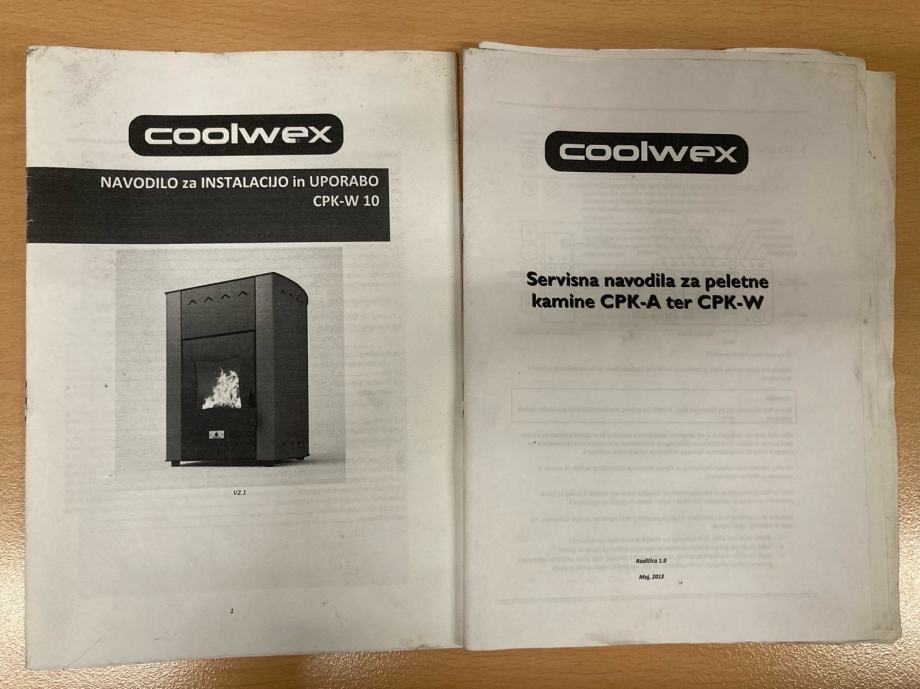 coolwex
NAVODILO za INSTALACIJO in UPORABO
CPK-W 10
V2.1
1
coolwex
Servisna navodila za peletne
kamine CPK-A ter CPK-W
Različica 1.0
Maj, 2013